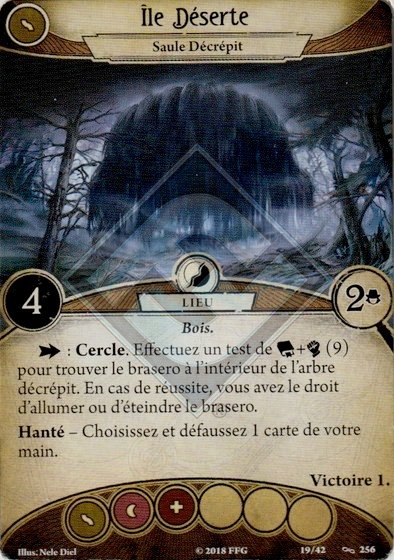 Île Déserte
Saule Décrépit
4
LIEU
2
Bois.
: Cercle. Effectuez un test de + (9)
pour trouver le brasero à l'intérieur de l'arbre
décrépit. En cas de réussite, vous avez le droit
d'allumer ou d'éteindre le brasero.
Hanté – Choisissez et défaussez 1 carte de votre
main.
Victoire 1.
Illus: Nele Diel
© 2018 FFG
19/42
256